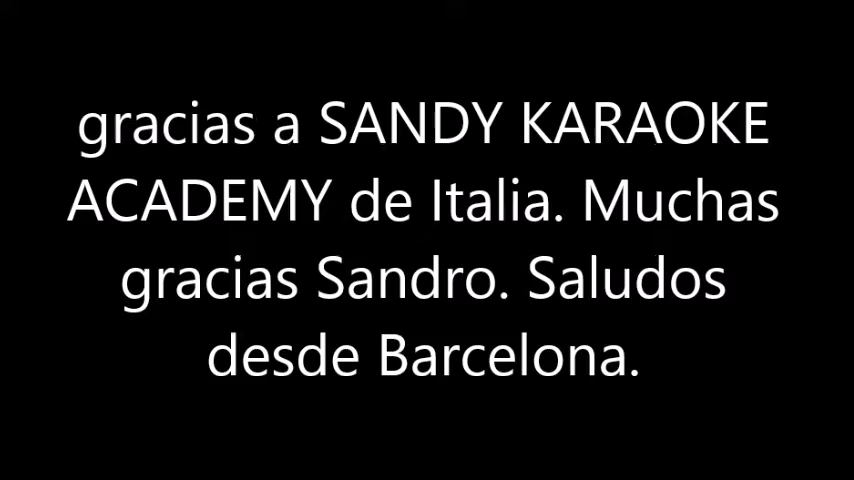 gracias a SANDY KARAOKE
ACADEMY de Italia. Muchas
gracias Sandro. Saludos
desde Barcelona.